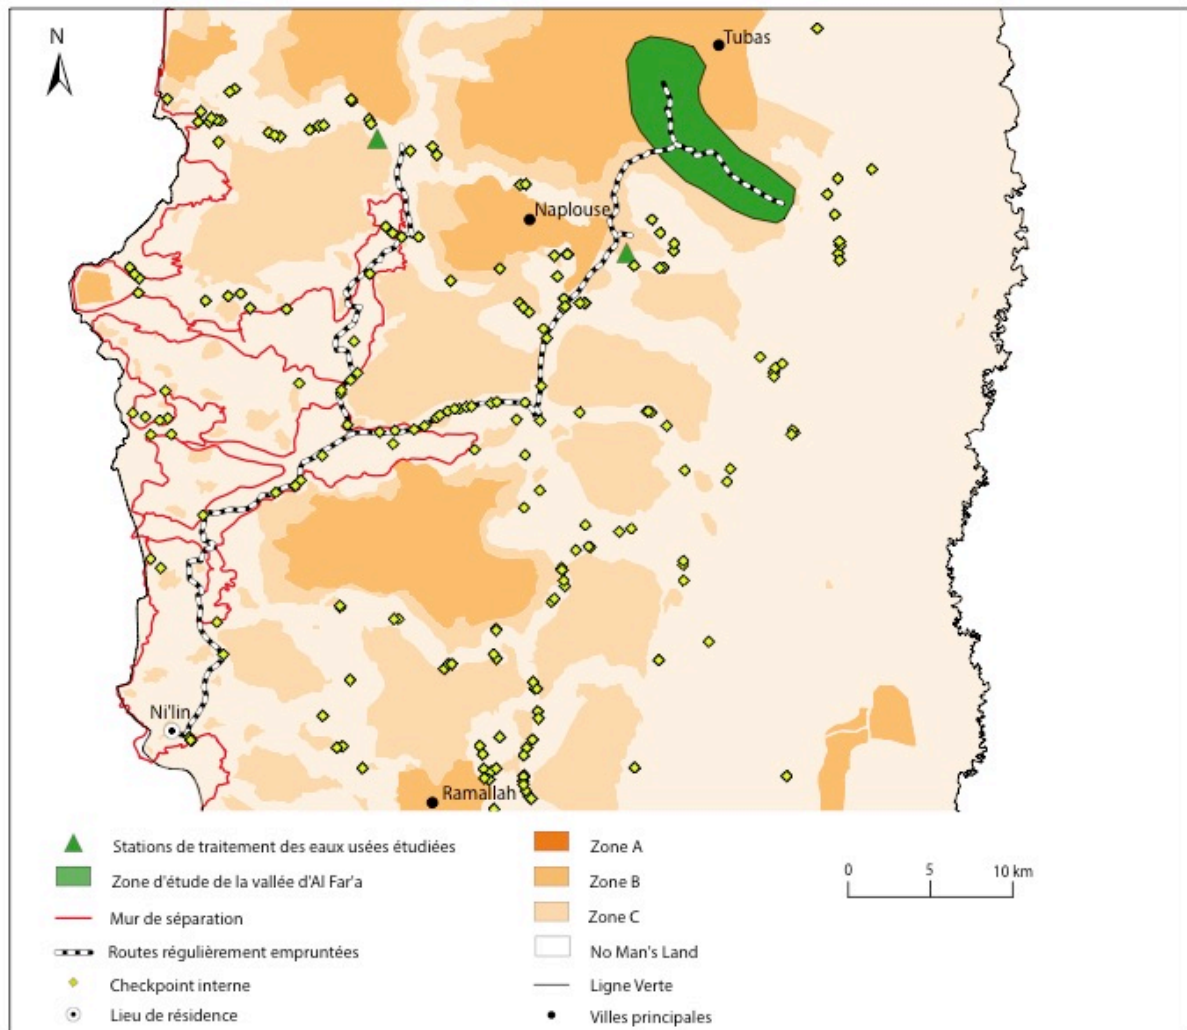 N
Tubas
Naplouse
Ni'lin
Ramallah
Stations de traitement des eaux usées étudiées
Zone d'étude de la vallée d'Al Far'a
Mur de séparation
Routes régulièrement empruntées
Checkpoint interne
Lieu de résidence
Zone A
Zone B
Zone C
No Man's Land
Ligne Verte
Villes principales
0 5 10 km